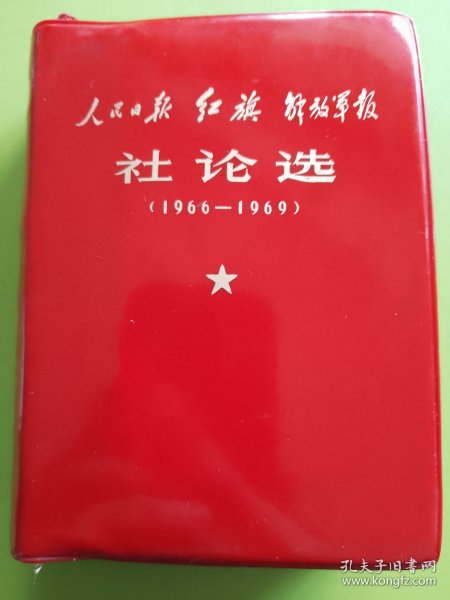 人民日报 红旗 解放军报
社论选
(1966—1969)
孔夫子旧书网
www.kongfz.com